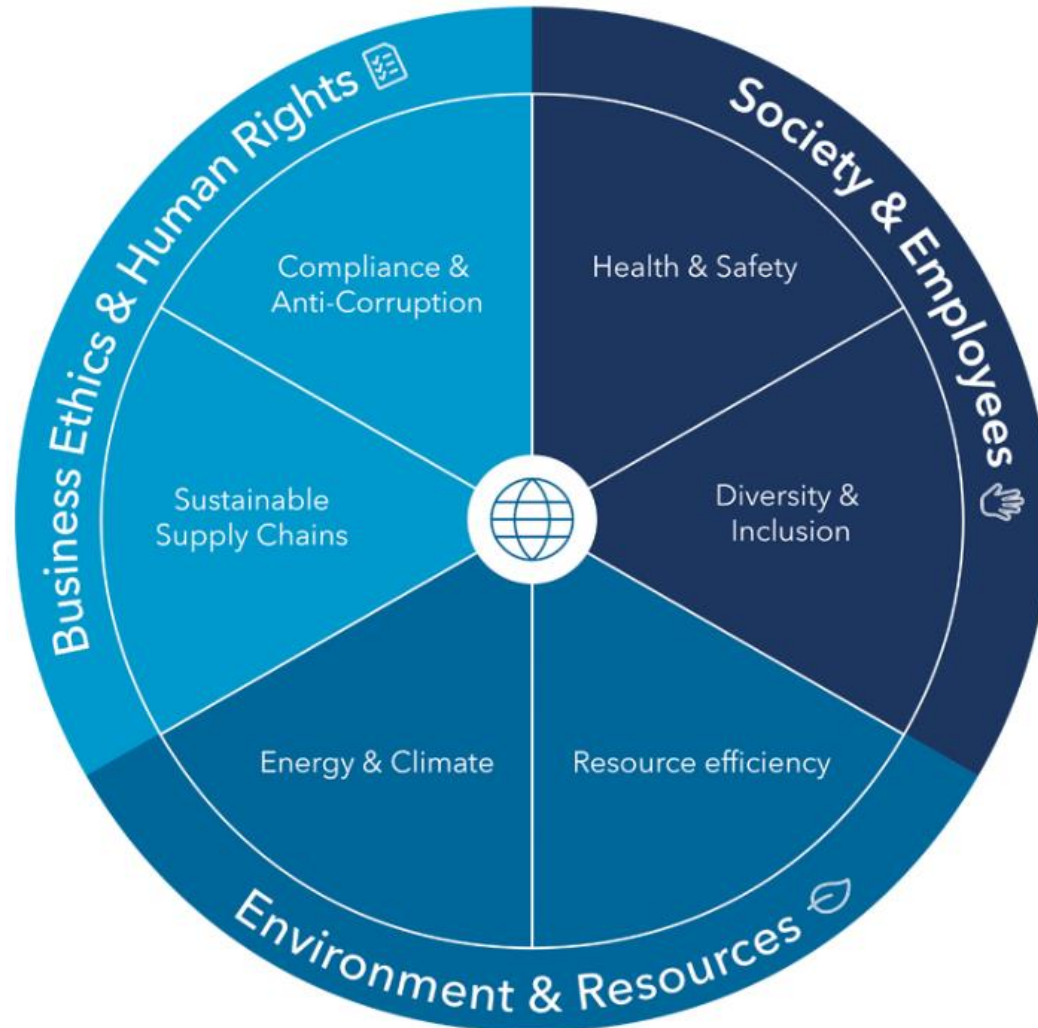 Business Ethics & Human Rights
Society & Employees
Compliance &
Anti-Corruption
Health & Safety
Sustainable
Supply Chains
Diversity &
Inclusion
Energy & Climate
Resource efficiency
Environment & Resources